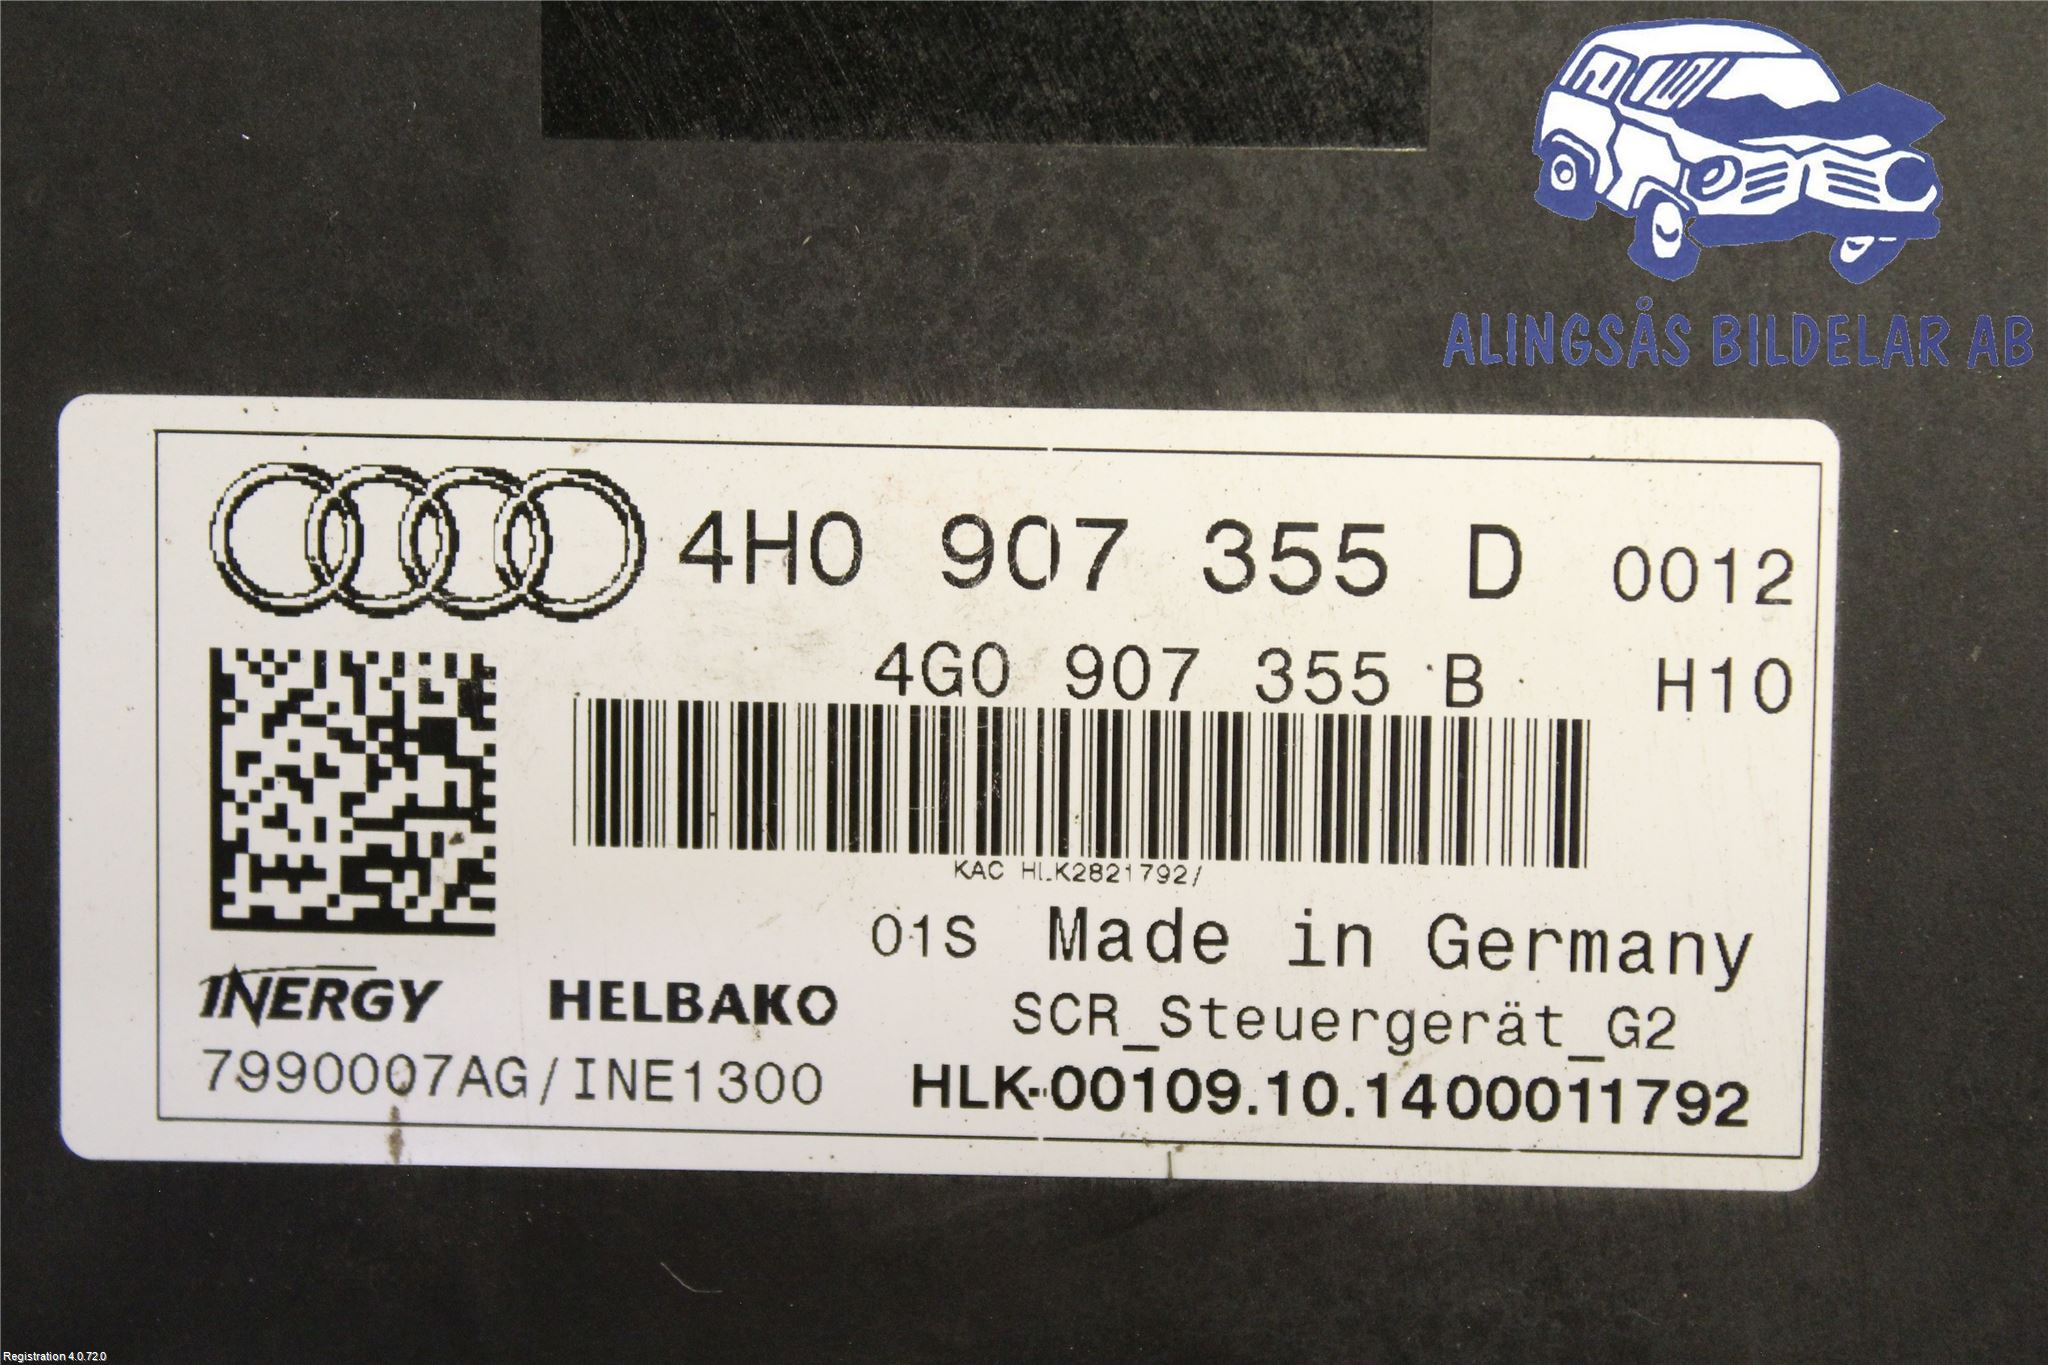 ALINGSÅS BILDELAR AB
4H0 907 355 D 0012
4G0 907 355 B H10
KAC HLK2821792/
01S Made in Germany
INERGY HELBAKO
SCR_Steuergerät_G2
7990007AG/INE1300
HLK-00109.10.1400011792
Registration 4.0.72.0